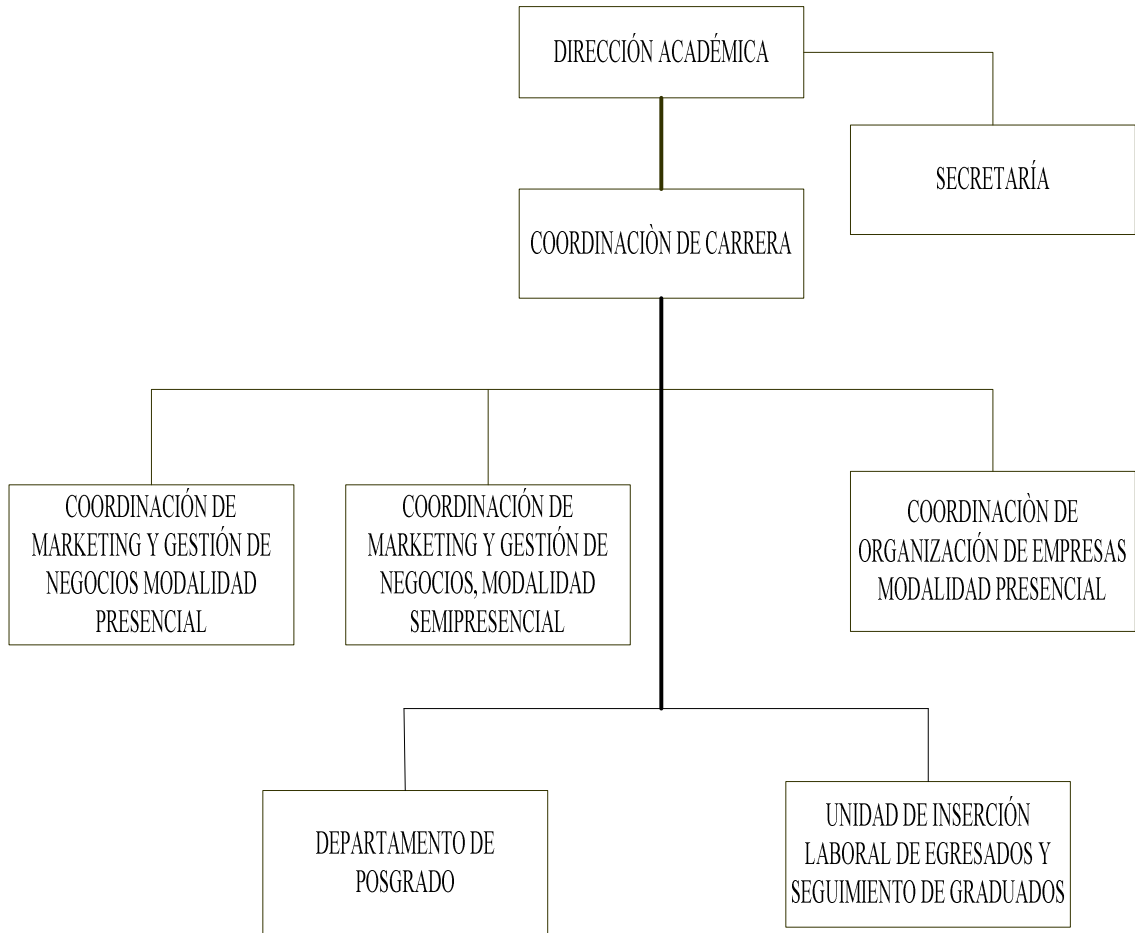 DIRECCIÓN ACADÉMICA
SECRETARÍA
COORDINACIÒN DE CARRERA
COORDINACIÓN DE
MARKETING Y GESTIÓN DE
NEGOCIOS MODALIDAD
PRESENCIAL
COORDINACIÓN DE
MARKETING Y GESTIÓN DE
NEGOCIOS, MODALIDAD
SEMIPRESENCIAL
COORDINACIÒN DE
ORGANIZACIÓN DE EMPRESAS
MODALIDAD PRESENCIAL
DEPARTAMENTO DE
POSGRADO
UNIDAD DE INSERCIÓN
LABORAL DE EGRESADOS Y
SEGUIMIENTO DE GRADUADOS